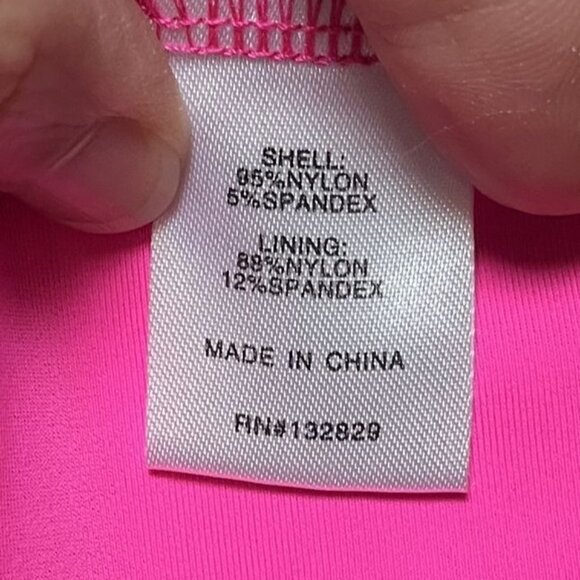 SHELL:
95%NYLON
5%SPANDEX
LINING:
88%NYLON
12%SPANDEX
MADE IN CHINA
RN#132829